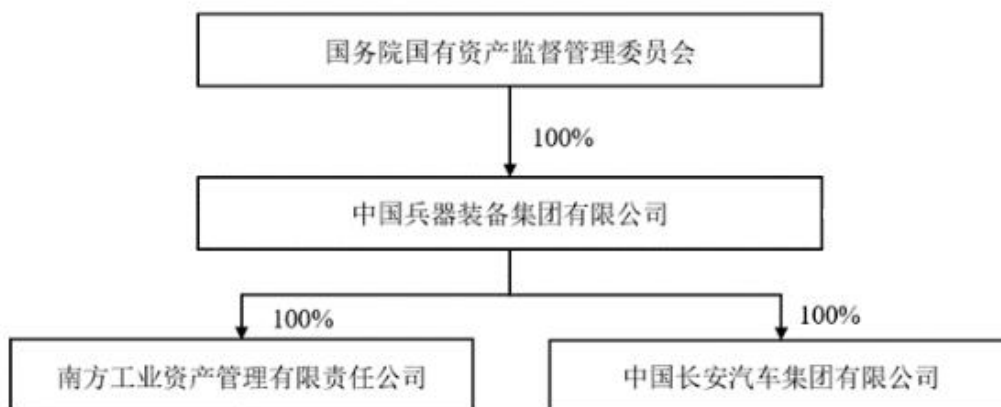 国务院国有资产监督管理委员会
100%
中国兵器装备集团有限公司
100%
100%
南方工业资产管理有限责任公司
中国长安汽车集团有限公司